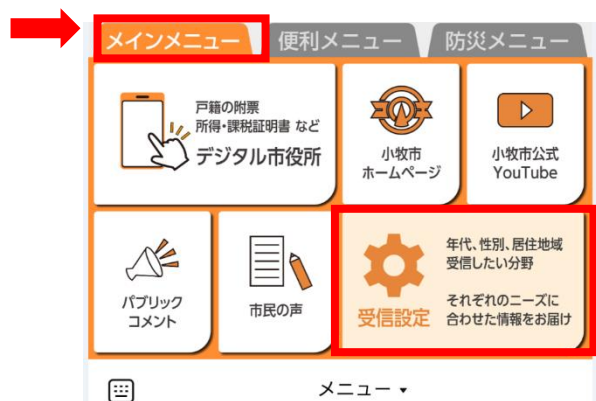 メインメニュー
便利メニュー
防災メニュー
戸籍の附票
所得・課税証明書 など
デジタル市役所
小牧市
ホームページ
小牧市公式
YouTube
パブリック
コメント
市民の声
受信設定
年代、性別、居住地域
受信したい分野
それぞれのニーズに
合わせた情報をお届け
メニュー ▾